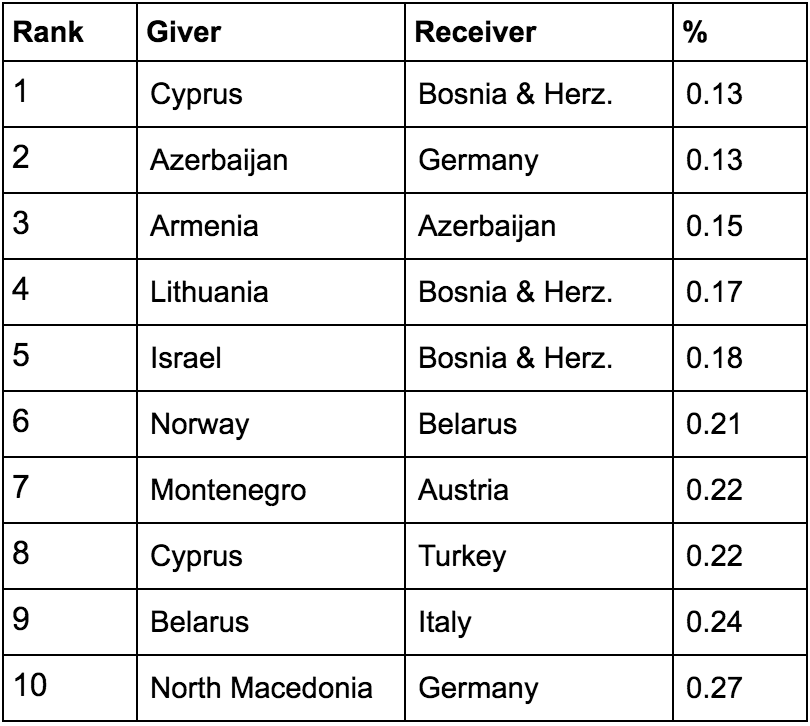 Rank Giver Receiver %
1 Cyprus Bosnia & Herz. 0.13
2 Azerbaijan Germany 0.13
3 Armenia Azerbaijan 0.15
4 Lithuania Bosnia & Herz. 0.17
5 Israel Bosnia & Herz. 0.18
6 Norway Belarus 0.21
7 Montenegro Austria 0.22
8 Cyprus Turkey 0.22
9 Belarus Italy 0.24
10 North Macedonia Germany 0.27